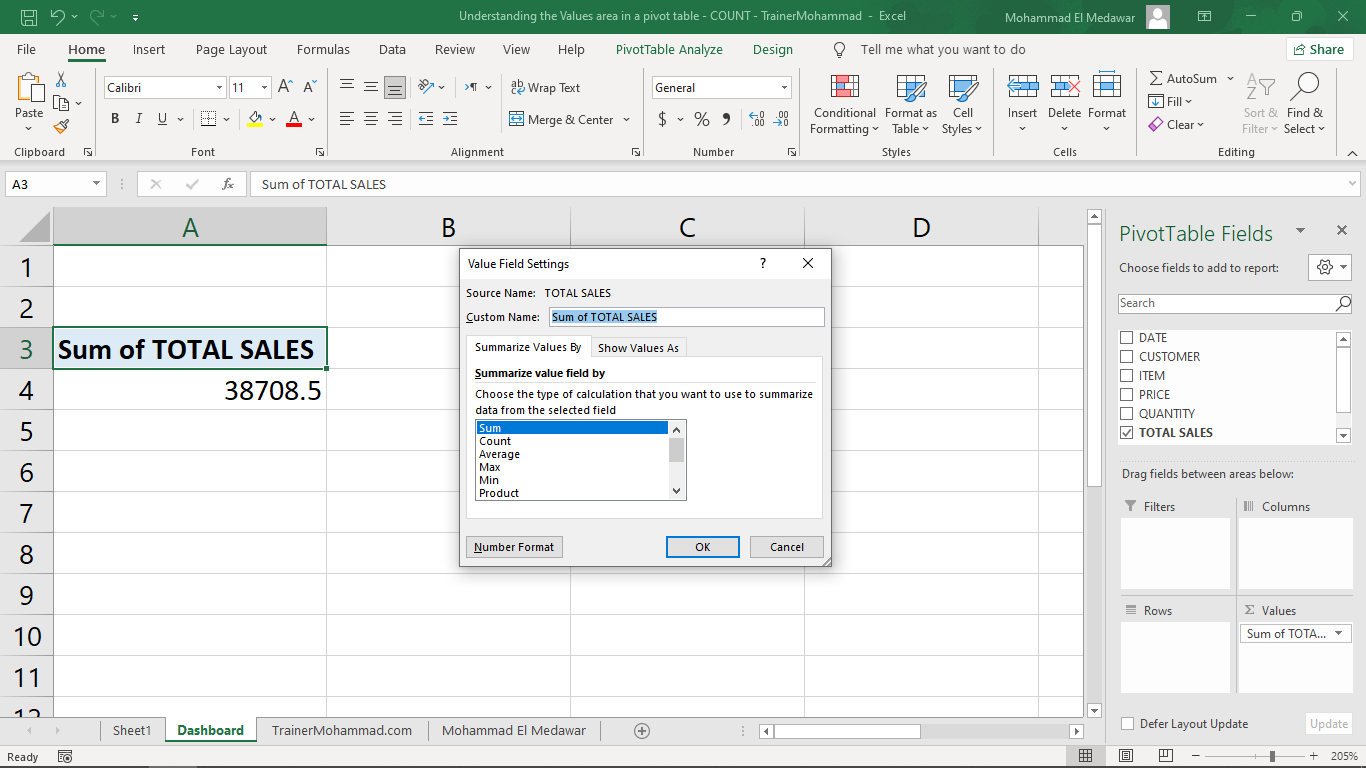 Understanding the Values area in a pivot table - COUNT - TrainerMohammad - Excel
Mohammad El Medawar
File Home Insert Page Layout Formulas Data Review View Help PivotTable Analyze Design Tell me what you want to do Share
Paste
Clipboard
Calibri 11
B I U A
Font
ab Wrap Text
Merge & Center
Alignment
General
$ % 9 .00 .00
Number
Conditional Formatting
Format as Table
Cell Styles
Styles
Insert Delete Format
Cells
AutoSum
Fill
Clear
Sort & Filter
Find & Select
Editing
A3 fx Sum of TOTAL SALES
A B C D
1
2
3 Sum of TOTAL SALES
4 38708.5
5
6
7
8
9
10
11
12
Value Field Settings ?
Source Name: TOTAL SALES
Custom Name: Sum of TOTAL SALES
Summarize Values By Show Values As
Summarize value field by
Choose the type of calculation that you want to use to summarize
data from the selected field
Sum
Count
Average
Max
Min
Product
Number Format OK Cancel
PivotTable Fields
Choose fields to add to report:
Search
DATE
CUSTOMER
ITEM
PRICE
QUANTITY
TOTAL SALES
Drag fields between areas below:
Filters Columns
Rows Σ Values
Sum of TOTA...
Defer Layout Update Update
Sheet1 Dashboard TrainerMohammad.com Mohammad El Medawar
Ready 205%